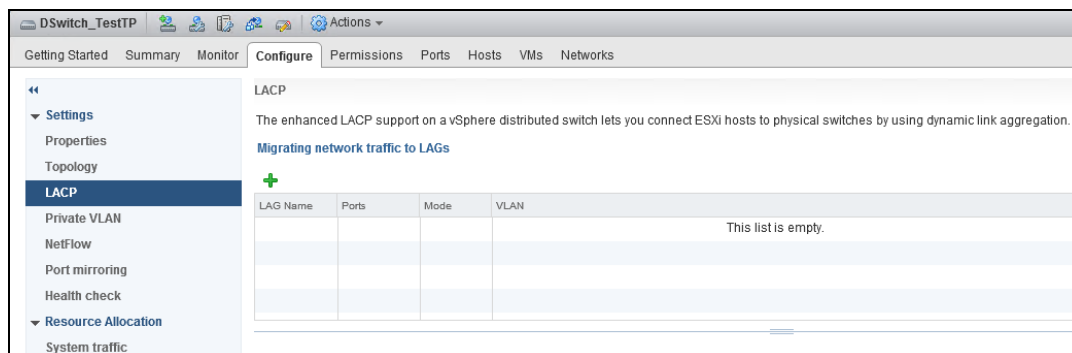 DSwitch_TestTP Actions
Getting Started Summary Monitor Configure Permissions Ports Hosts VMs Networks
Settings
Properties
Topology
LACP
Private VLAN
NetFlow
Port mirroring
Health check
Resource Allocation
System traffic
LACP
The enhanced LACP support on a vSphere distributed switch lets you connect ESXi hosts to physical switches by using dynamic link aggregation.
Migrating network traffic to LAGs
LAG Name Ports Mode VLAN
This list is empty.